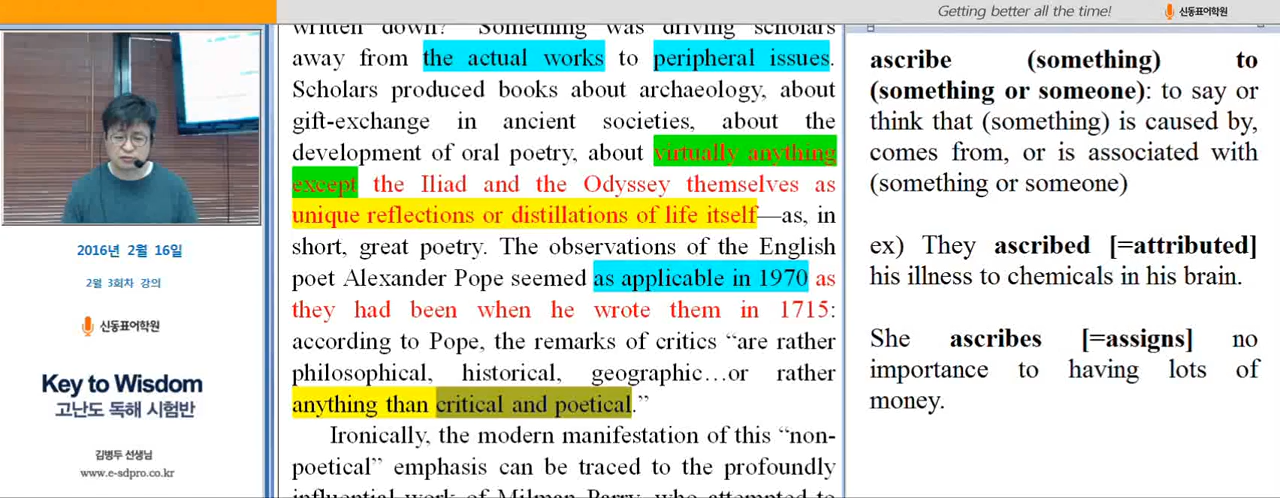 Getting better all the time!
신동표어학원
2016년 2월 16일
2월 3회차 강의
신동표어학원
Key to Wisdom
고난도 독해 시험반
김병두 선생님
www.e-sdpro.co.kr
written down? Something was driving scholars
away from the actual works to peripheral issues.
Scholars produced books about archaeology, about
gift-exchange in ancient societies, about the
development of oral poetry, about virtually anything
except the Iliad and the Odyssey themselves as
unique reflections or distillations of life itself—as, in
short, great poetry. The observations of the English
poet Alexander Pope seemed as applicable in 1970 as
they had been when he wrote them in 1715:
according to Pope, the remarks of critics “are rather
philosophical, historical, geographic…or rather
anything than critical and poetical.”
Ironically, the modern manifestation of this “non-
poetical” emphasis can be traced to the profoundly
influential work of Milman Parry, who attempted to
ascribe (something) to
(something or someone): to say or
think that (something) is caused by,
comes from, or is associated with
(something or someone)
ex) They ascribed [=attributed]
his illness to chemicals in his brain.
She ascribes [=assigns] no
importance to having lots of
money.